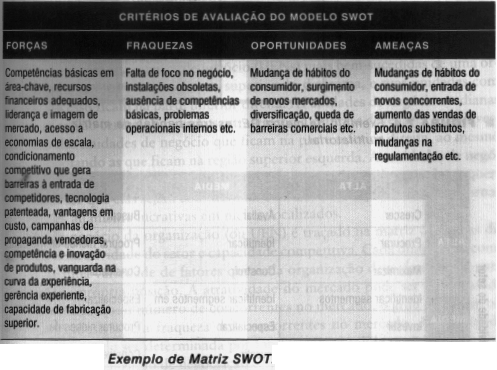 CRITÉRIOS DE AVALIAÇÃO DO MODELO SWOT
FORÇAS
Competências básicas em
área-chave, recursos
financeiros adequados,
liderança e imagem de
mercado, acesso a
economias de escala,
condicionamento
competitivo que gera
barreiras à entrada de
competidores, tecnologia
patenteada, vantagens em
custo, campanhas de
propaganda vencedoras,
competência e inovação
de produtos, vanguarda na
curva da experiência,
gerência experiente,
capacidade de fabricação
superior.
FRAQUEZAS
Falta de foco no negócio,
instalações obsoletas,
ausência de competências
básicas, problemas
operacionais internos etc.
OPORTUNIDADES
Mudança de hábitos do
consumidor, surgimento
de novos mercados,
diversificação, queda de
barreiras comerciais etc.
AMEAÇAS
Mudanças de hábitos do
consumidor, entrada de
novos concorrentes,
aumento das vendas de
produtos substitutos,
mudanças na
regulamentação etc.
Exemplo de Matriz SWOT